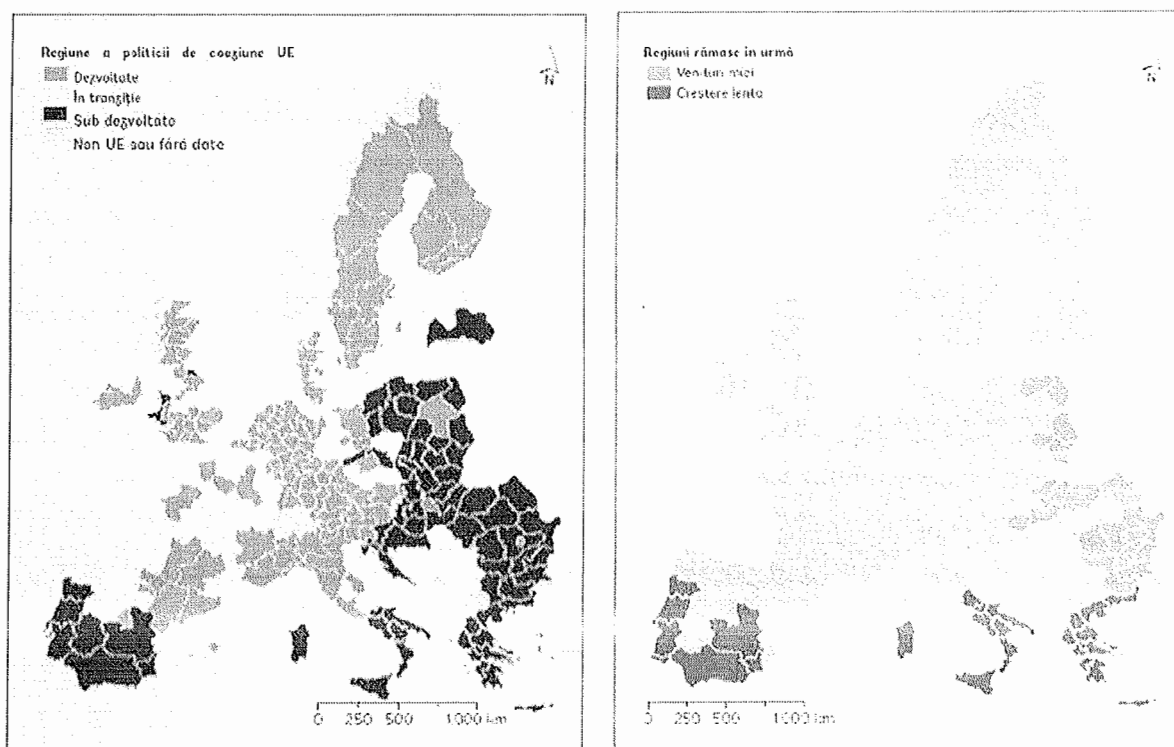 Regiune a politicii de coeziune UE
Dezvoltate
În tranziție
Sub dezvoltate
Non UE sau fără date
N
0 250 500 1000 km
Regiuni rămase în urmă
Venituri mici
Creștere lentă
N
0 250 500 1000 km